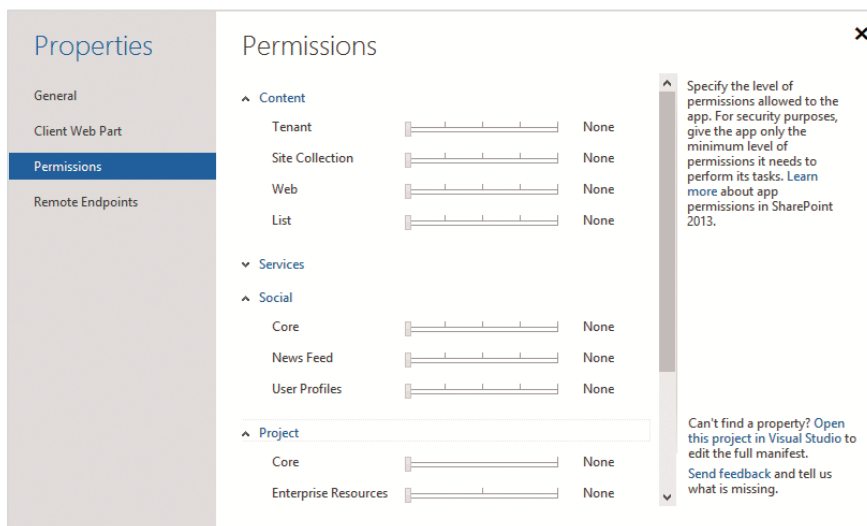 Properties
General
Client Web Part
Permissions
Remote Endpoints
Permissions
Content
Tenant None
Site Collection None
Web None
List None
Services
Social
Core None
News Feed None
User Profiles None
Project
Core None
Enterprise Resources None
Specify the level of
permissions allowed to the
app. For security purposes,
give the app only the
minimum level of
permissions it needs to
perform its tasks. Learn
more about app
permissions in SharePoint
2013.
Can't find a property? Open
this project in Visual Studio to
edit the full manifest.
Send feedback and tell us
what is missing.